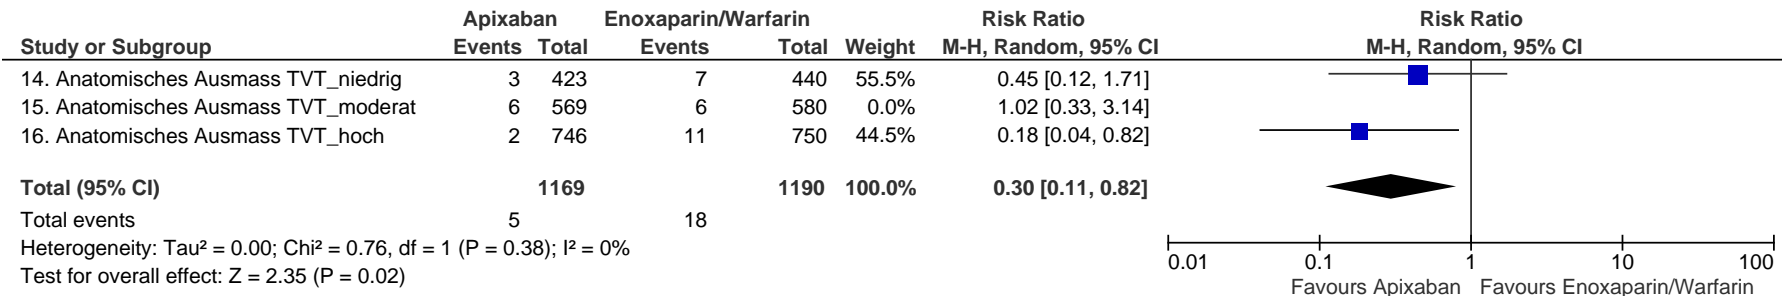 Apixaban Enoxaparin/Warfarin Risk Ratio Risk Ratio
Study or Subgroup Events Total Events Total Weight M-H, Random, 95% CI M-H, Random, 95% CI
14. Anatomisches Ausmass TVT_niedrig 3 423 7 440 55.5% 0.45 [0.12, 1.71]
15. Anatomisches Ausmass TVT_moderat 6 569 6 580 0.0% 1.02 [0.33, 3.14]
16. Anatomisches Ausmass TVT_hoch 2 746 11 750 44.5% 0.18 [0.04, 0.82]
Total (95% CI) 1169 1190 100.0% 0.30 [0.11, 0.82]
Total events 5 18
Heterogeneity: Tau² = 0.00; Chi² = 0.76, df = 1 (P = 0.38); I² = 0%
Test for overall effect: Z = 2.35 (P = 0.02)
0.01 0.1 1 10 100
Favours Apixaban Favours Enoxaparin/Warfarin